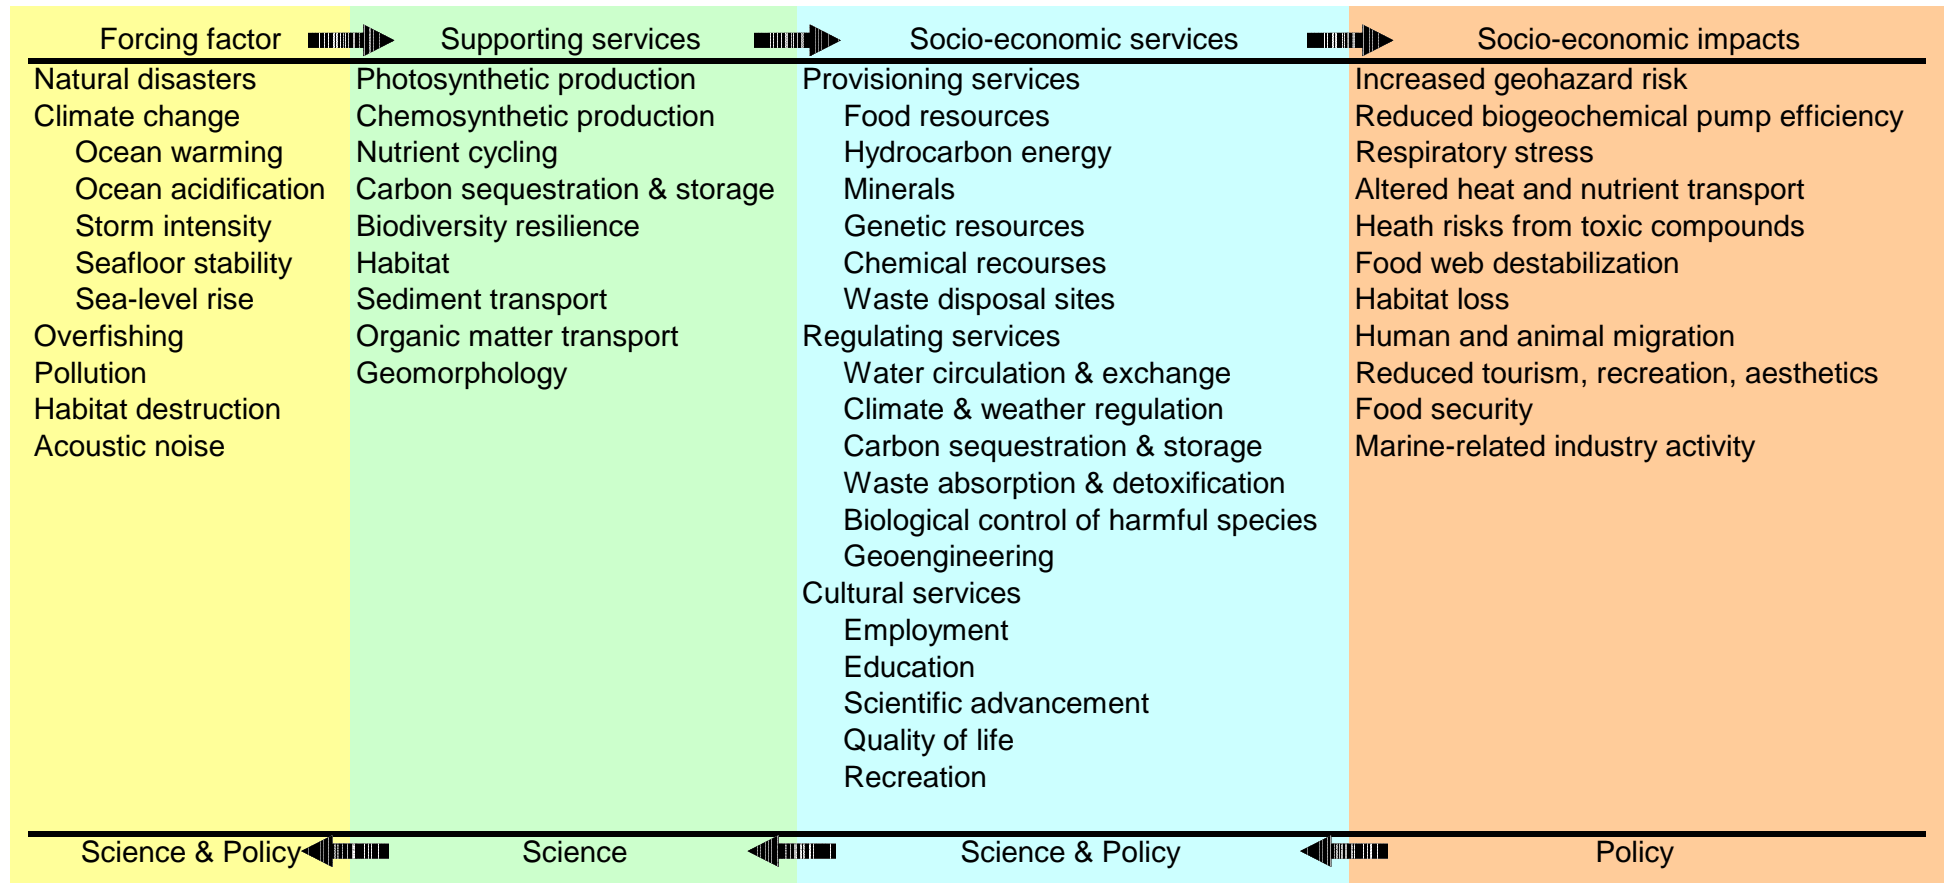 Forcing factor
Supporting services
Socio-economic services
Socio-economic impacts
Natural disasters
Climate change
Ocean warming
Ocean acidification
Storm intensity
Seafloor stability
Sea-level rise
Overfishing
Pollution
Habitat destruction
Acoustic noise
Photosynthetic production
Chemosynthetic production
Nutrient cycling
Carbon sequestration & storage
Biodiversity resilience
Habitat
Sediment transport
Organic matter transport
Geomorphology
Provisioning services
Food resources
Hydrocarbon energy
Minerals
Genetic resources
Chemical recourses
Waste disposal sites
Regulating services
Water circulation & exchange
Climate & weather regulation
Carbon sequestration & storage
Waste absorption & detoxification
Biological control of harmful species
Geoengineering
Cultural services
Employment
Education
Scientific advancement
Quality of life
Recreation
Increased geohazard risk
Reduced biogeochemical pump efficiency
Respiratory stress
Altered heat and nutrient transport
Heath risks from toxic compounds
Food web destabilization
Habitat loss
Human and animal migration
Reduced tourism, recreation, aesthetics
Food security
Marine-related industry activity
Science & Policy
Science
Science & Policy
Policy